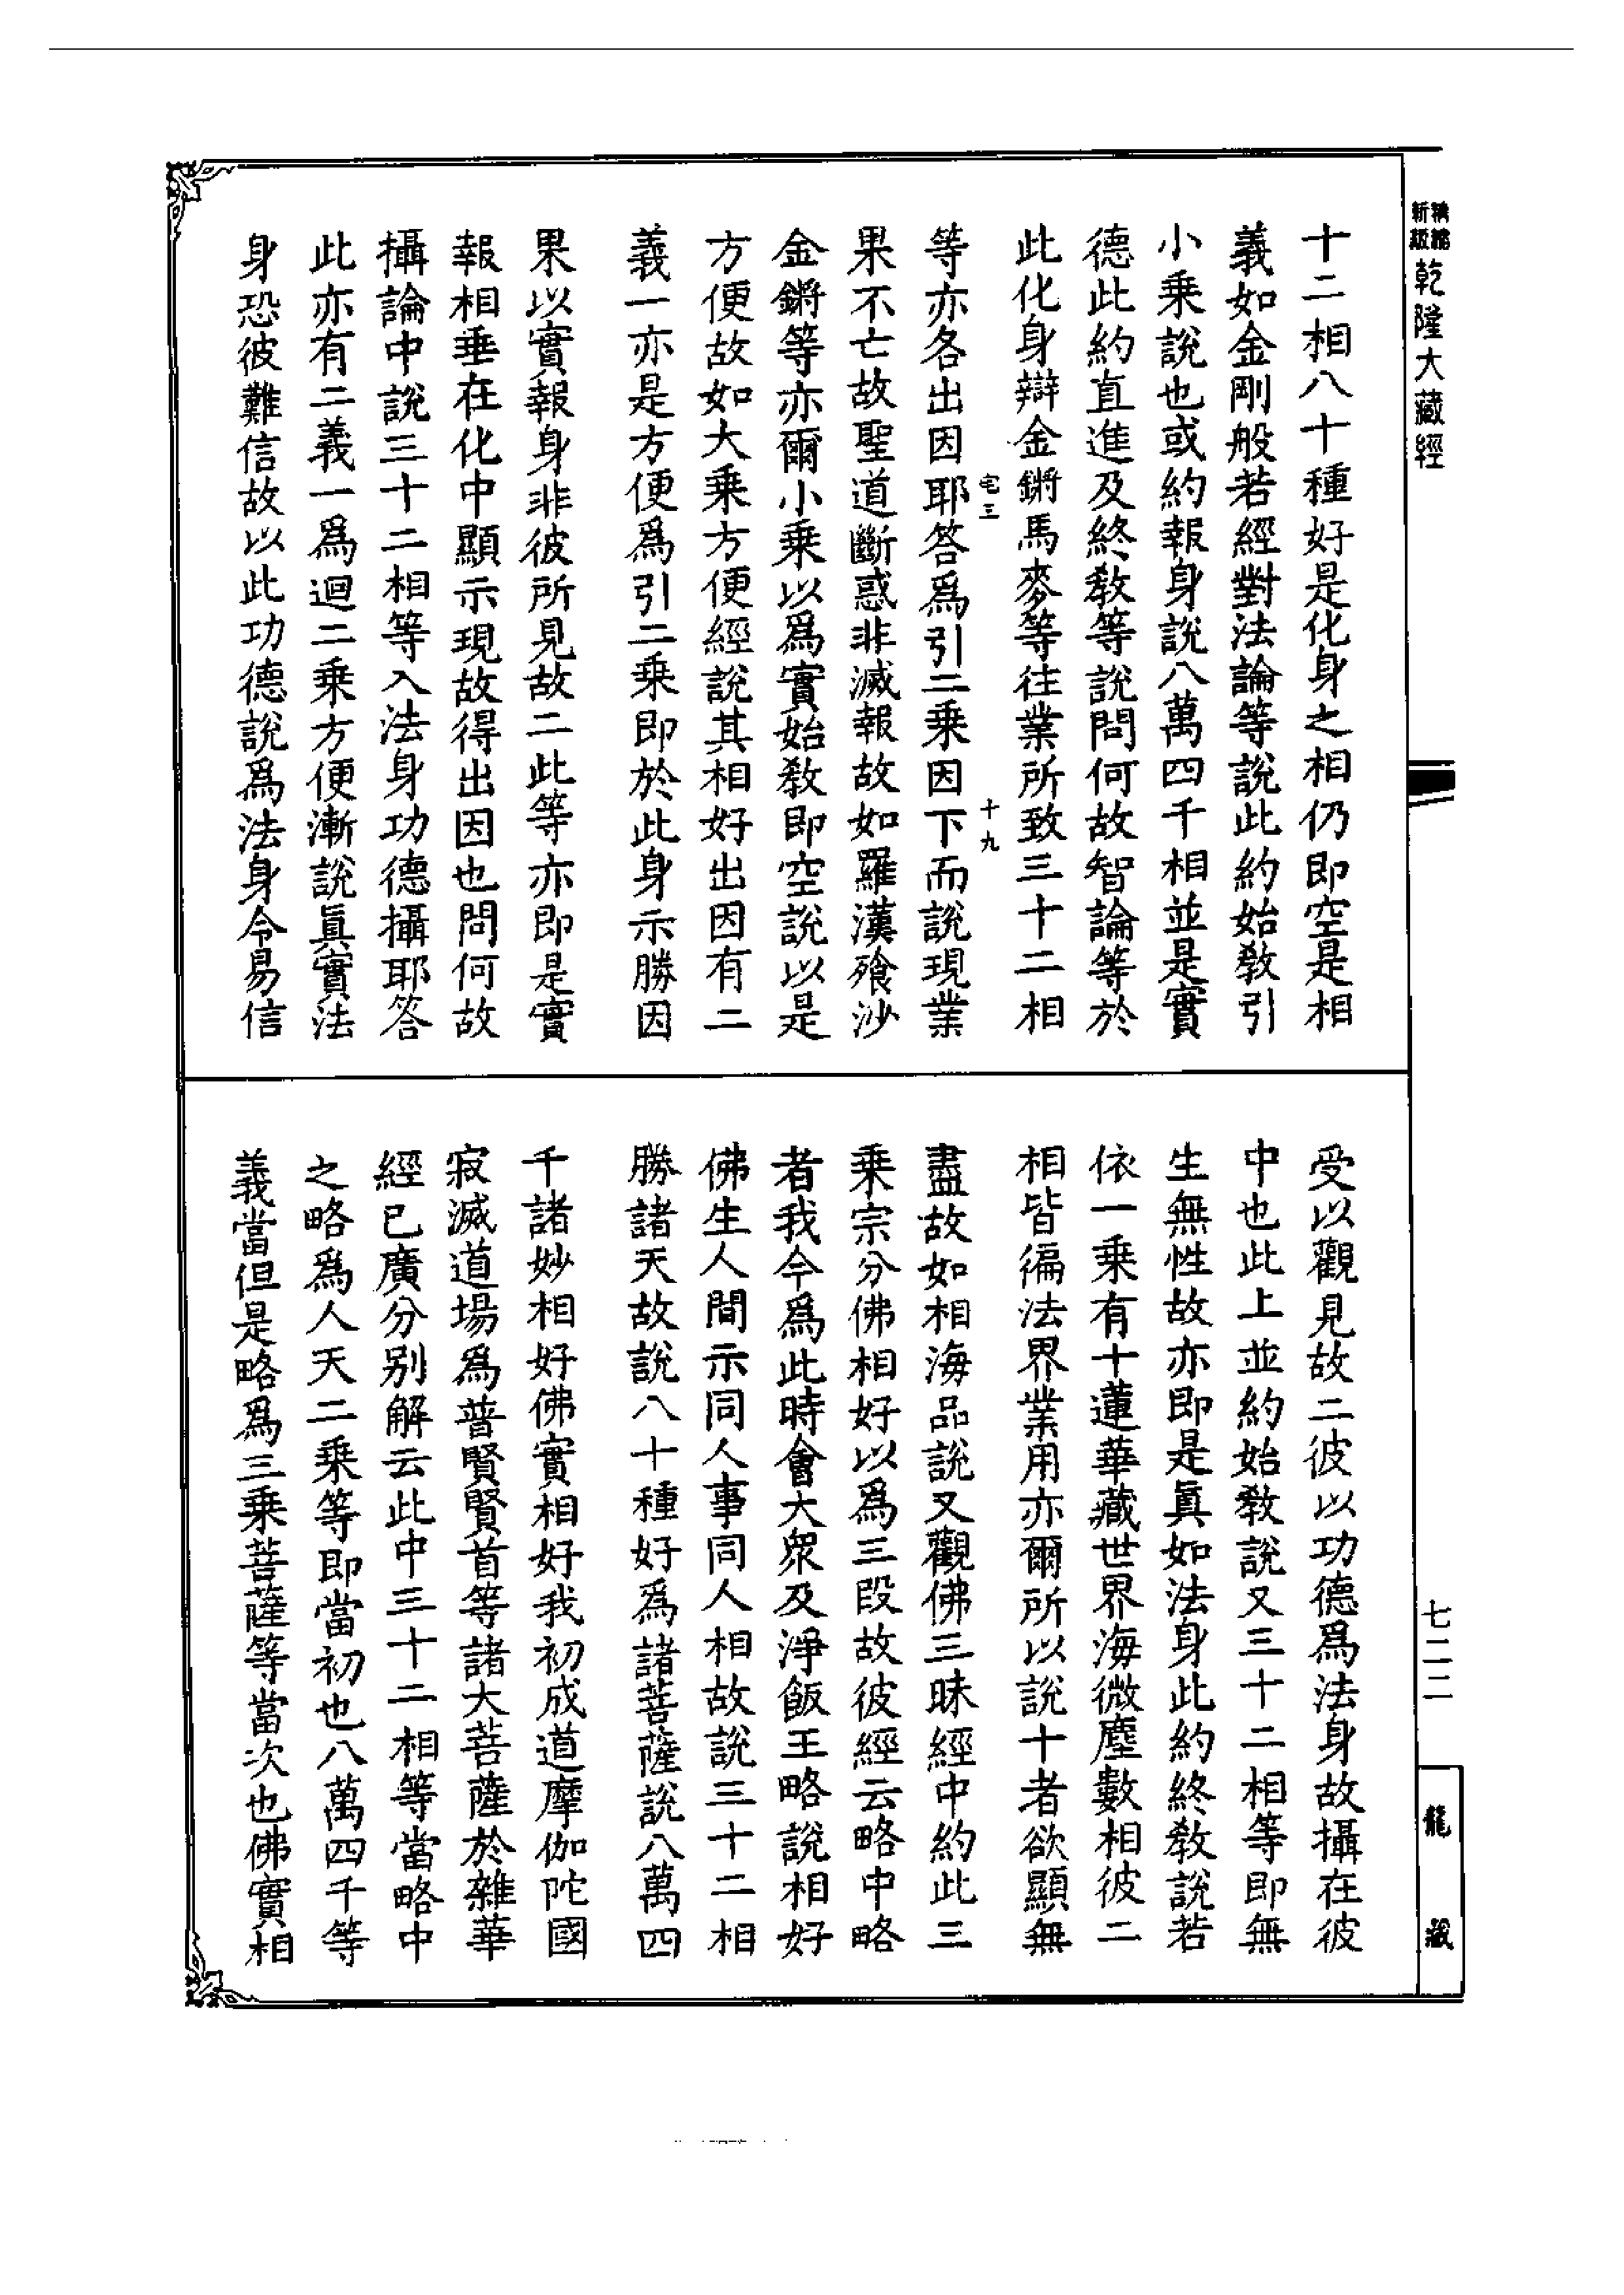 精縮
新版
乾隆大藏經
十二相八十種好是化身之相仍即空是相
義如金剛般若經對法論等說此約始教引
小乘說也或約報身說八萬四千相並是實
德此約直進及終教等說問何故智論等於
此化身辯金鏘馬麥等往業所致三十二相
宅三
十九
等亦各出因耶答爲引二乘因下而說現業
果不亡故聖道斷惑非滅報故如羅漢飱沙
金鏘等亦爾小乘以爲實始教即空說以是
方便故如大乘方便經說其相好出因有二
義一亦是方便爲引二乘即於此身示勝因
果以實報身非彼所見故二此等亦即是實
報相垂在化中顯示現故得出因也問何故
攝論中說三十二相等入法身功德攝耶答
此亦有二義一爲迴二乘方便漸說眞實法
身恐彼難信故以此功德說爲法身令易信
受以觀見故二彼以功德爲法身故攝在彼
中也此上並約始教說又三十二相等即無
生無性故亦即是眞如法身此約終教說若
依一乘有十蓮華藏世界海微塵數相彼二
相皆徧法界業用亦爾所以說十者欲顯無
盡故如相海品說又觀佛三昧經中約此三
乘宗分佛相好以爲三段故彼經云略中略
者我今爲此時會大衆及淨飯王略說相好
佛生人間示同人事同人相故說三十二相
勝諸天故說八十種好爲諸菩薩說八萬四
千諸妙相好佛實相好我初成道摩伽陀國
寂滅道場爲普賢賢首等諸大菩薩於雜華
經已廣分别解云此中三十二相等當略中
之略爲人天二乘等即當初也八萬四千等
義當但是略爲三乘菩薩等當次也佛實相
七二二
龍
藏